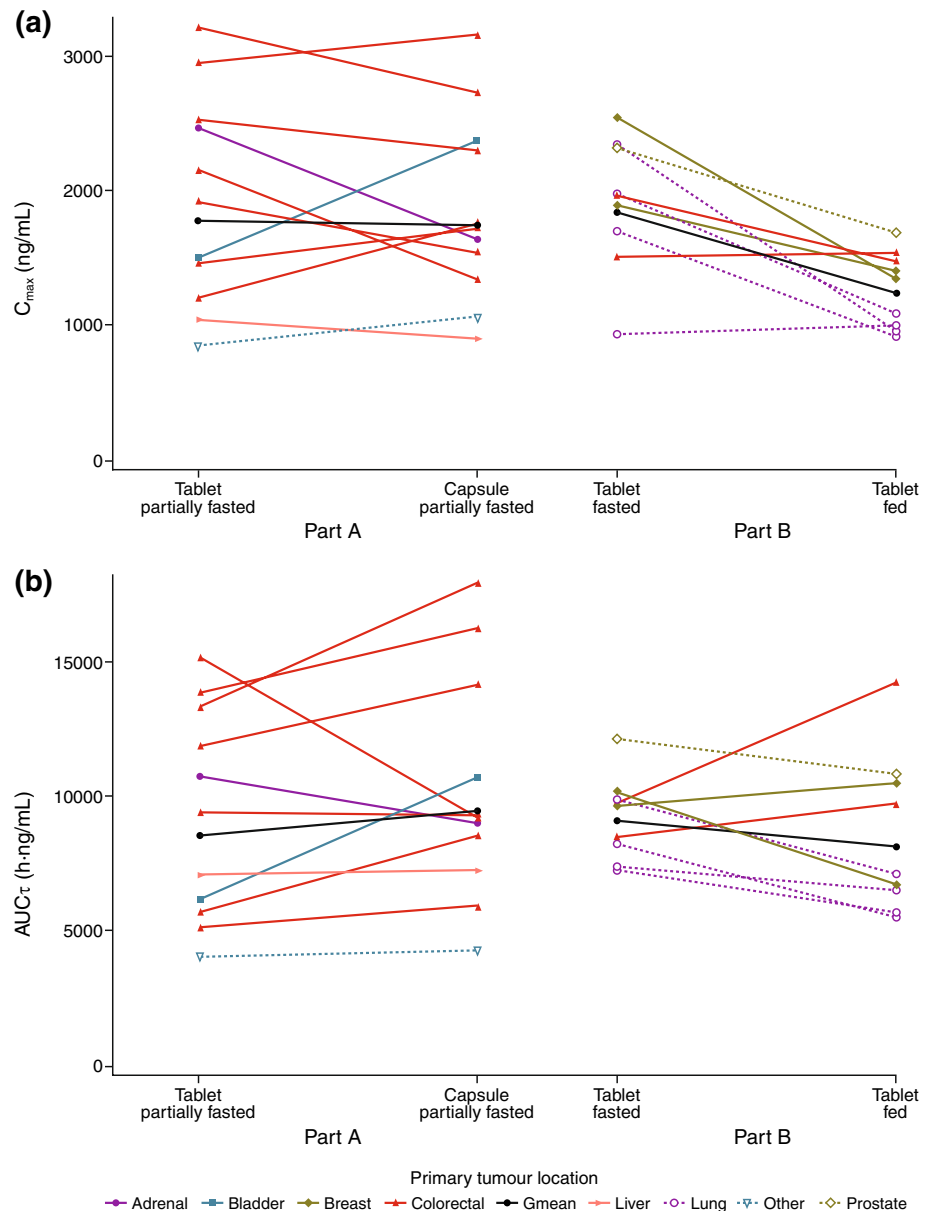 (a)
3000
2000
1000
0
Cmax (ng/mL)
Tablet
partially fasted
Capsule
partially fasted
Tablet
fasted
Tablet
fed
Part A
Part B
(b)
15000
10000
5000
0
AUC·τ (h·ng/mL)
Tablet
partially fasted
Capsule
partially fasted
Tablet
fasted
Tablet
fed
Part A
Part B
Primary tumour location
Adrenal Bladder Breast Colorectal Gmean Liver Lung Other Prostate